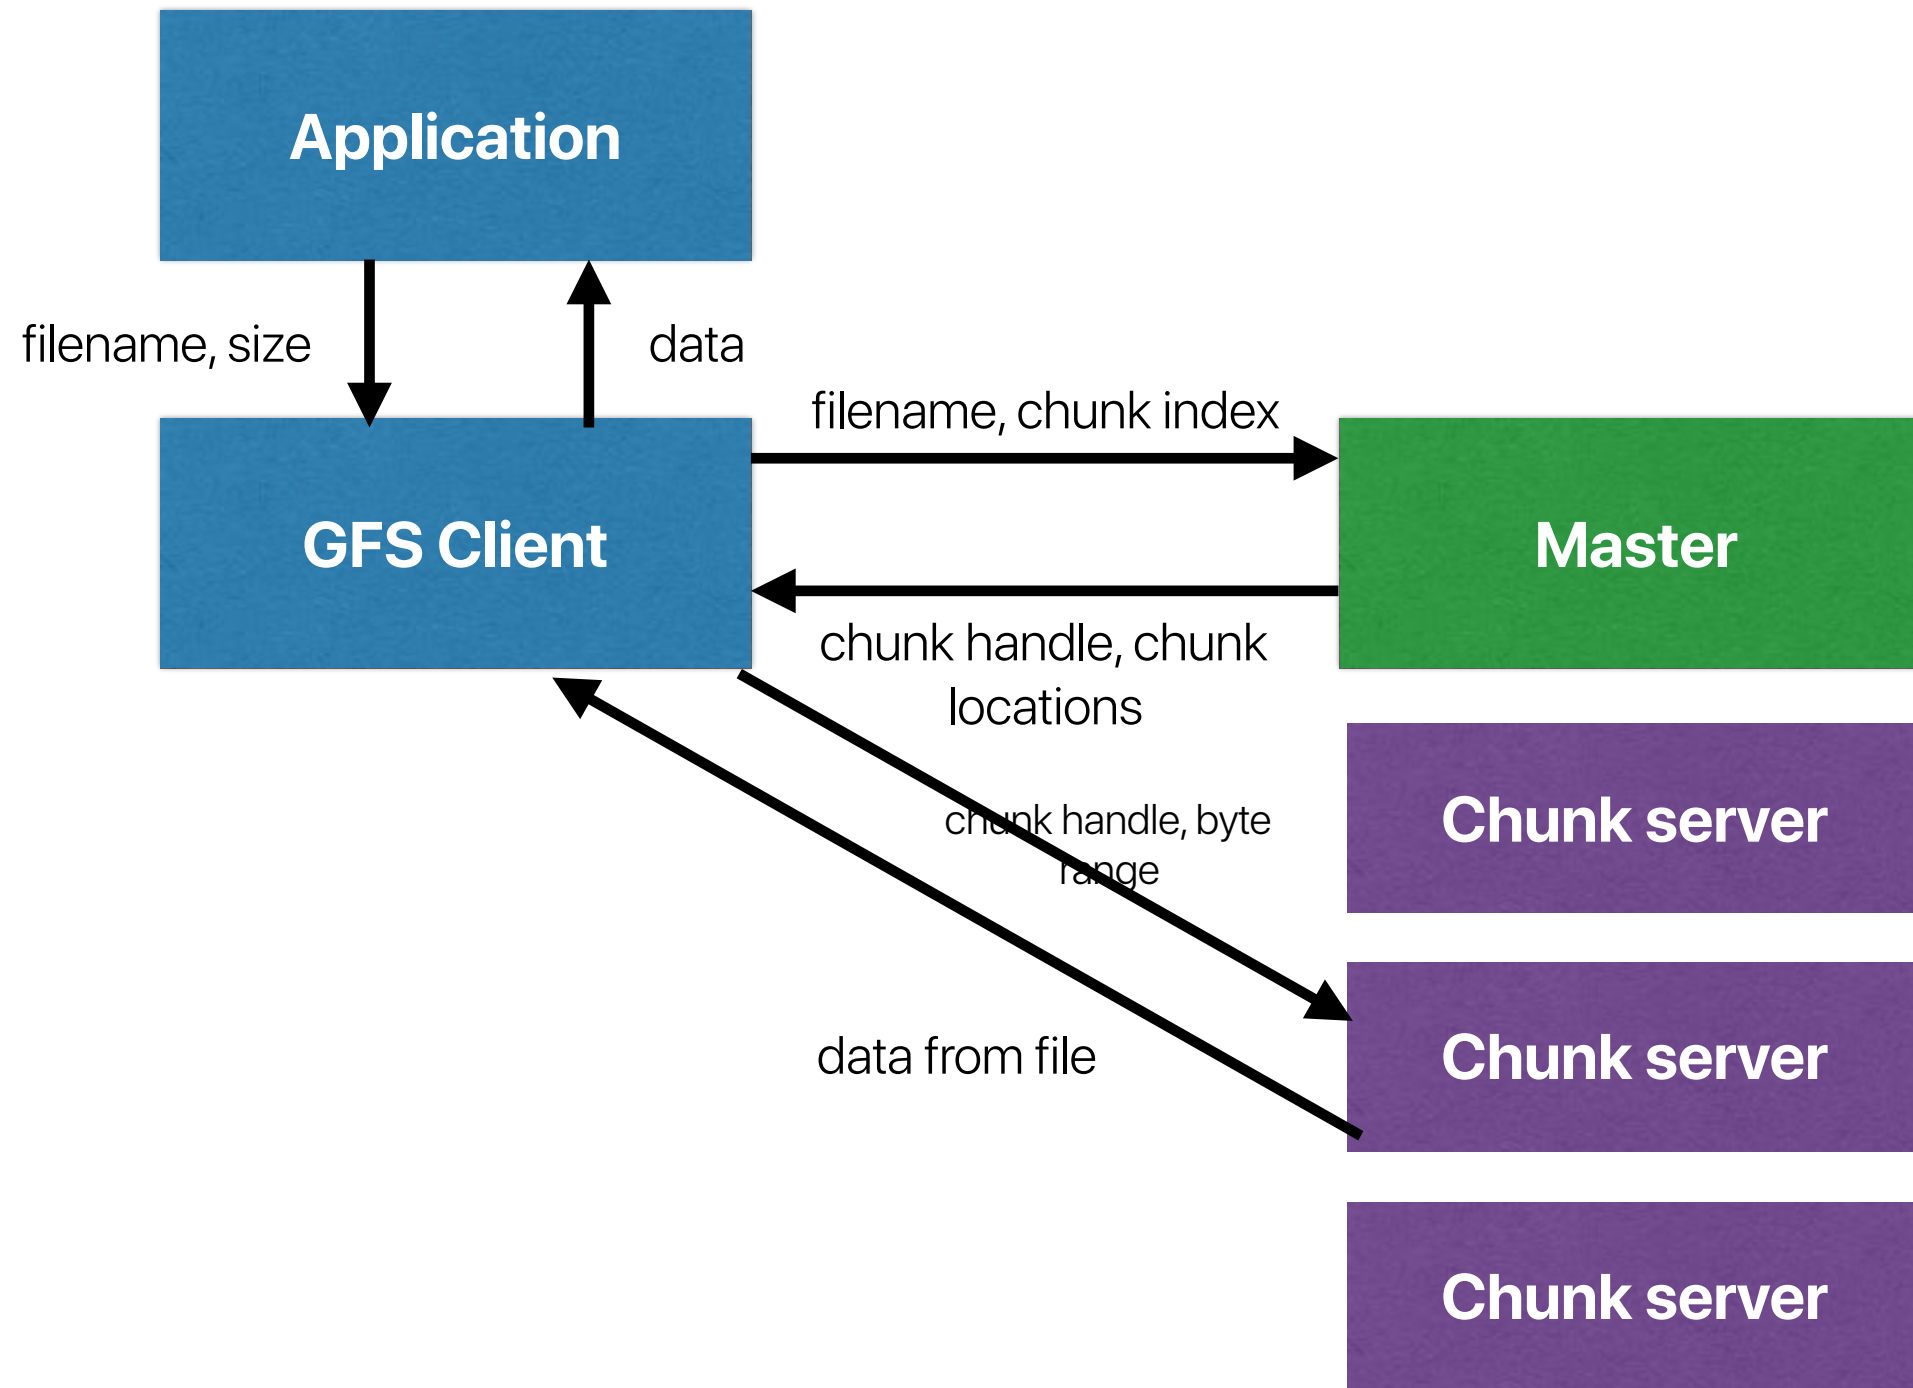 Application
filename, size
data
filename, chunk index
GFS Client
Master
chunk handle, chunk
locations
chunk handle, byte
range
Chunk server
data from file
Chunk server
Chunk server